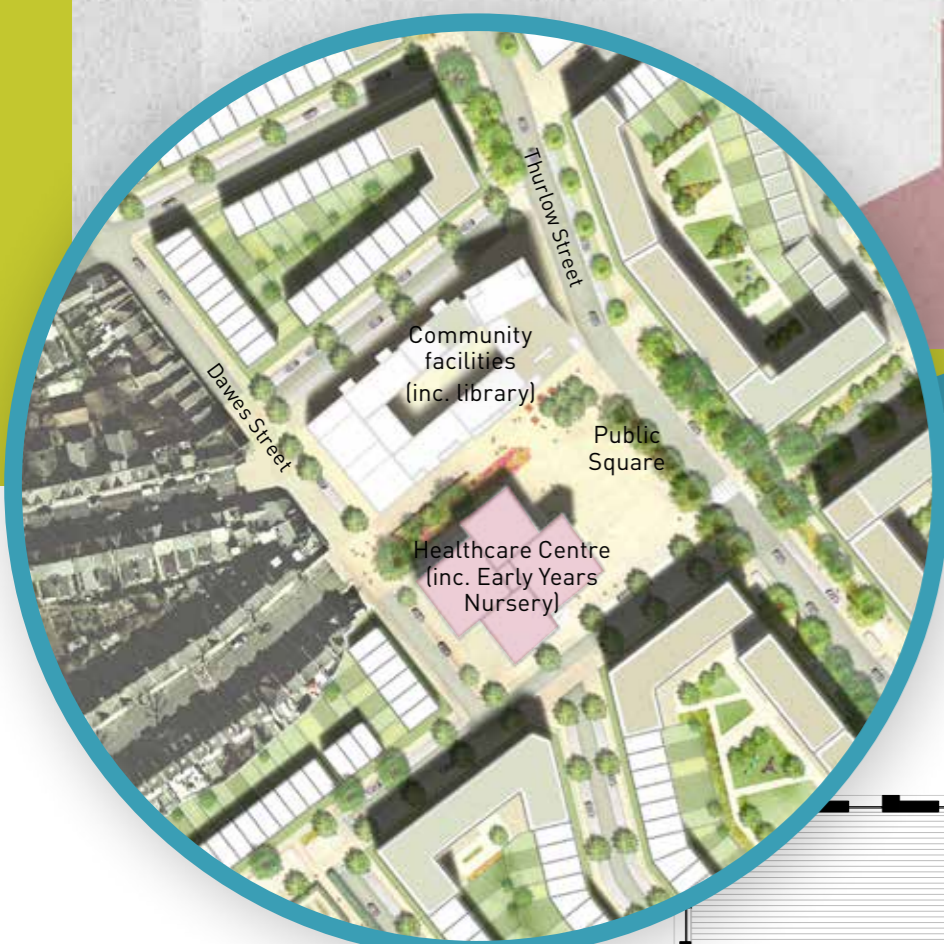 Thurlow Street
Community
facilities
(inc. library)
Dawes Street
Public
Square
Healthcare Centre
(inc. Early Years
Nursery)